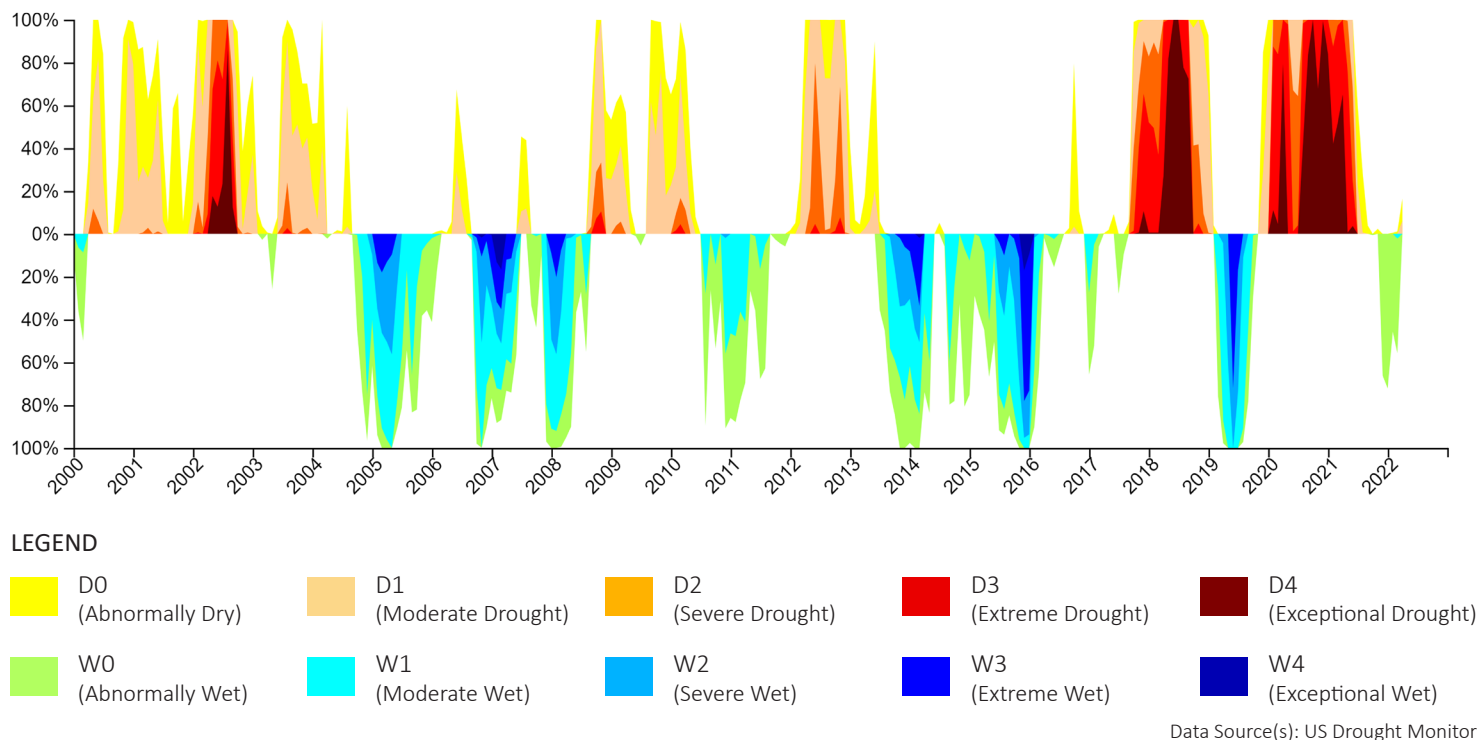 100%
80%
60%
40%
20%
0%
20%
40%
60%
80%
100%
2000 2001 2002 2003 2004 2005 2006 2007 2008 2009 2010 2011 2012 2013 2014 2015 2016 2017 2018 2019 2020 2021 2022
LEGEND
D0 D1 D2 D3 D4
(Abnormally Dry) (Moderate Drought) (Severe Drought) (Extreme Drought) (Exceptional Drought)
W0 W1 W2 W3 W4
(Abnormally Wet) (Moderate Wet) (Severe Wet) (Extreme Wet) (Exceptional Wet)
Data Source(s): US Drought Monitor